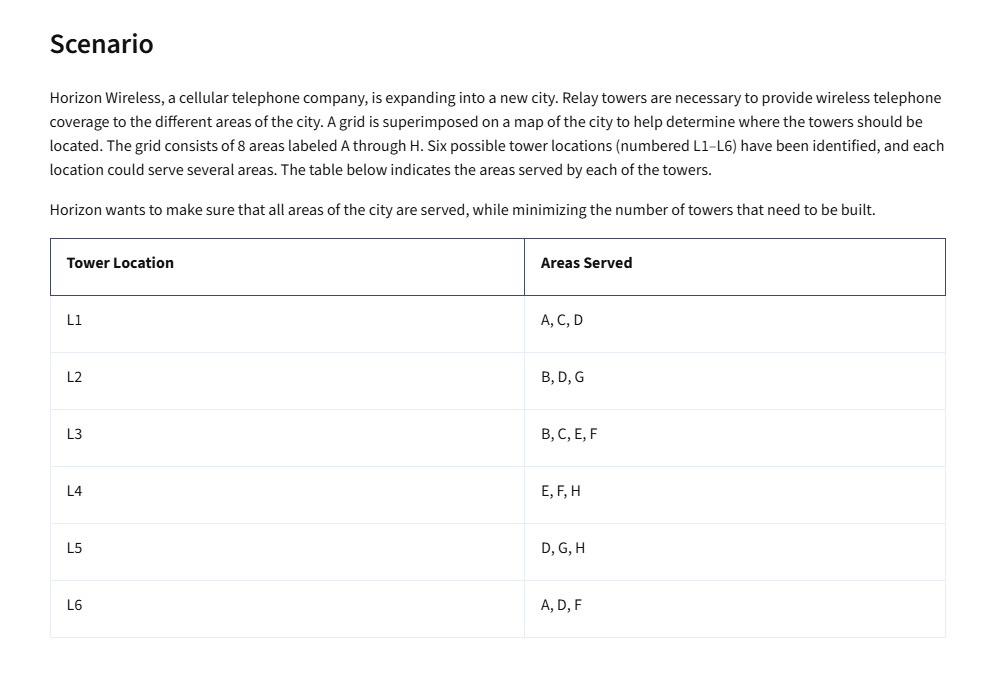 Scenario
Horizon Wireless, a cellular telephone company, is expanding into a new city. Relay towers are necessary to provide wireless telephone
coverage to the different areas of the city. A grid is superimposed on a map of the city to help determine where the towers should be
located. The grid consists of 8 areas labeled A through H. Six possible tower locations (numbered L1–L6) have been identified, and each
location could serve several areas. The table below indicates the areas served by each of the towers.
Horizon wants to make sure that all areas of the city are served, while minimizing the number of towers that need to be built.
Tower Location Areas Served
L1 A, C, D
L2 B, D, G
L3 B, C, E, F
L4 E, F, H
L5 D, G, H
L6 A, D, F